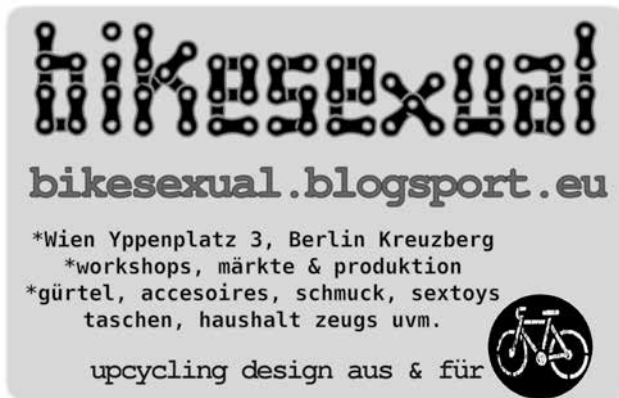 bikesexual
bikesexual.blogsport.eu
*Wien Yppenplatz 3, Berlin Kreuzberg
*workshops, märkte & produktion
*gürtel, accesoires, schmuck, sextoys
taschen, haushalt zeugs uvm.
upcycling design aus & für